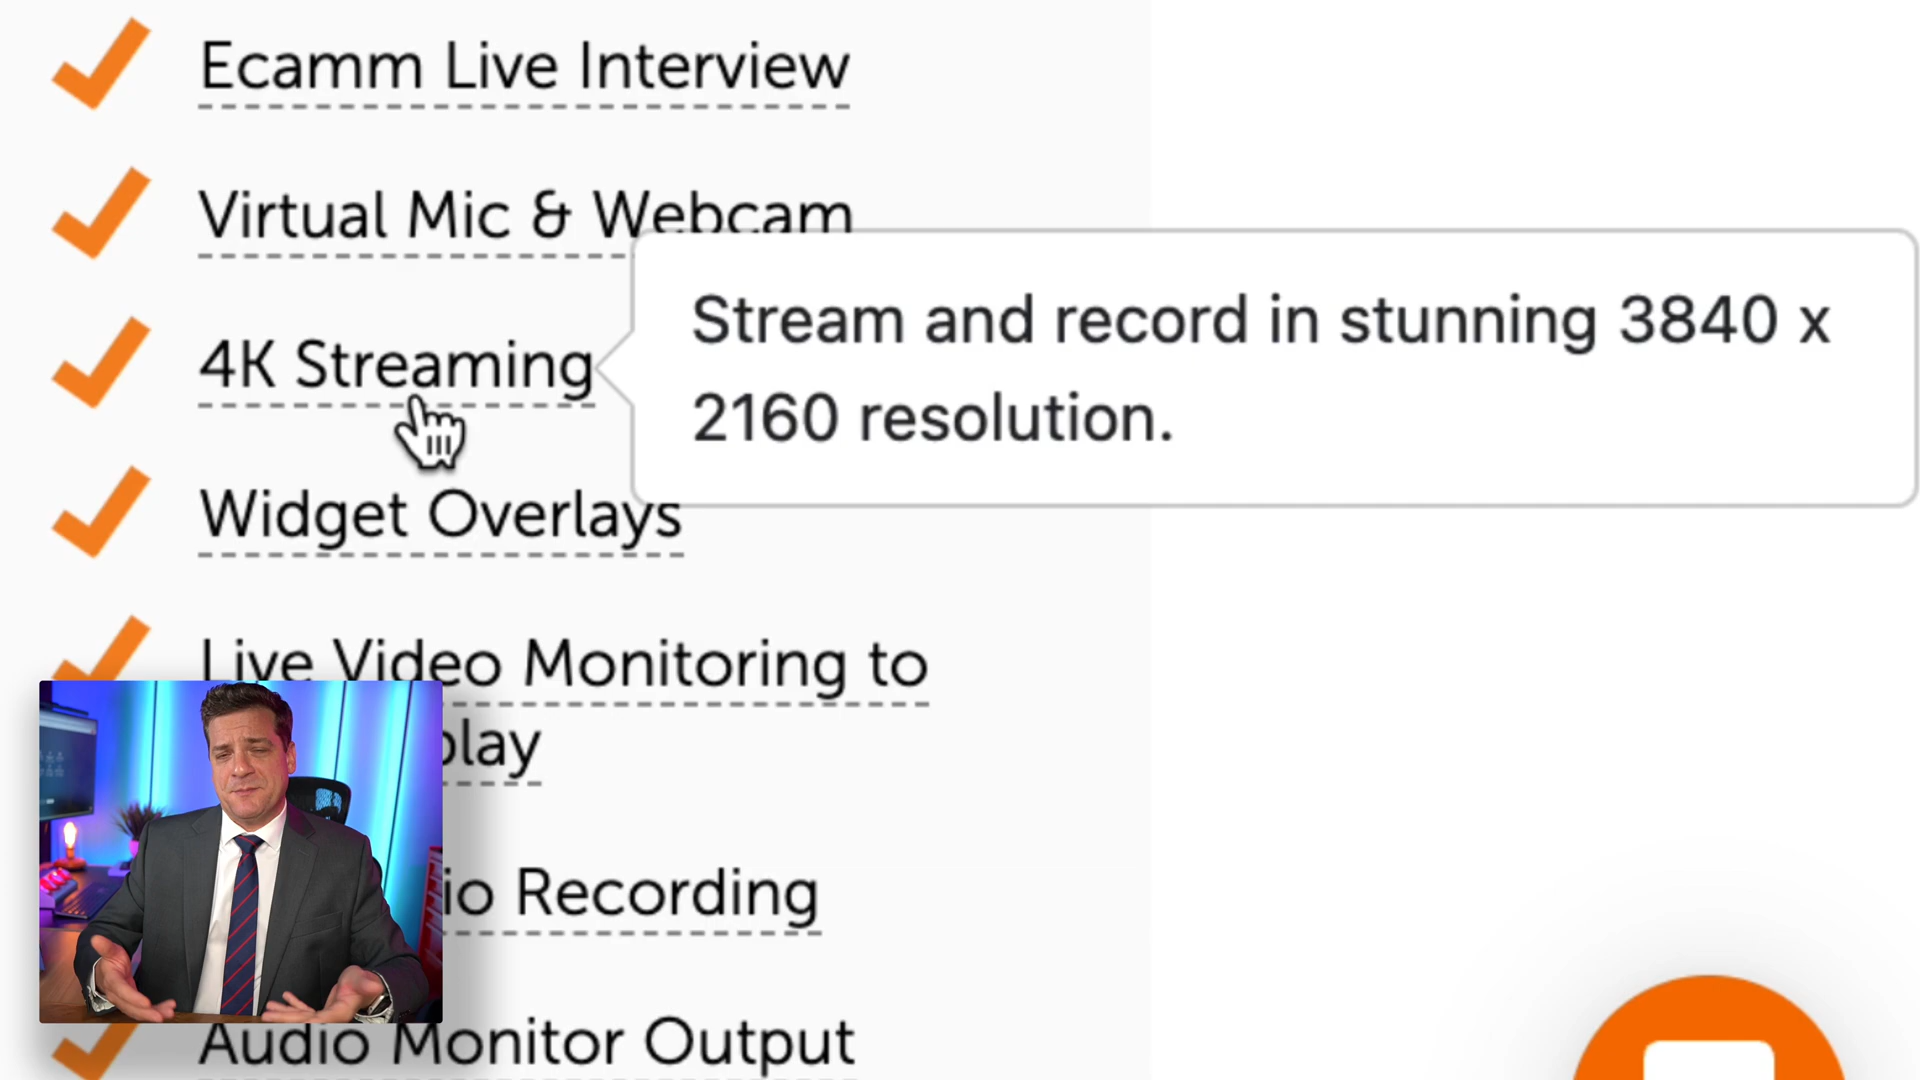 Ecamm Live Interview
Virtual Mic & Webcam
4K Streaming
Stream and record in stunning 3840 x
2160 resolution.
Widget Overlays
Live Video Monitoring to
play
io Recording
Audio Monitor Output